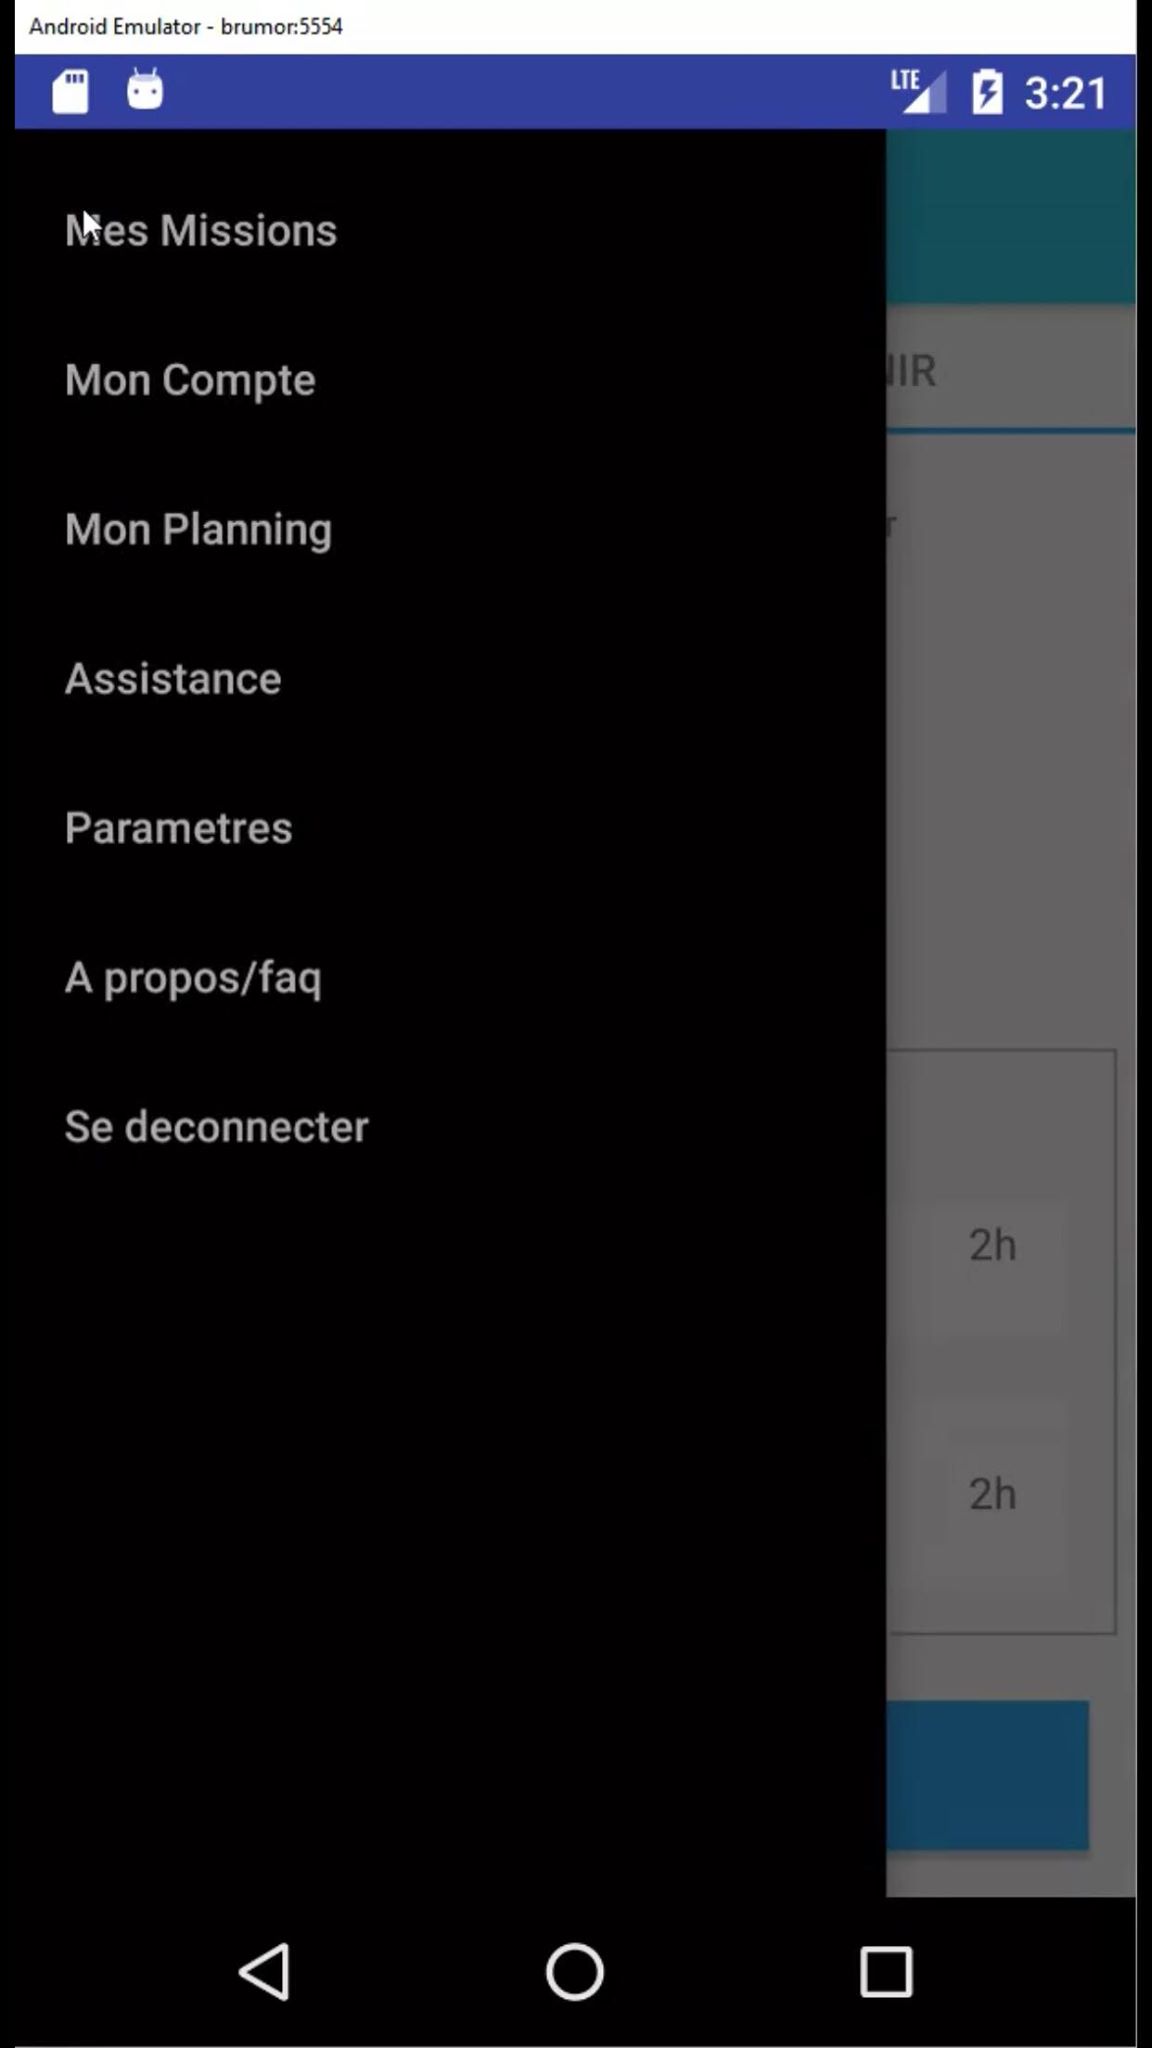 Android Emulator - brumor:5554
LTE 3:21
Mes Missions
Mon Compte
Mon Planning
Assistance
Parametres
A propos/faq
Se deconnecter
2h
2h